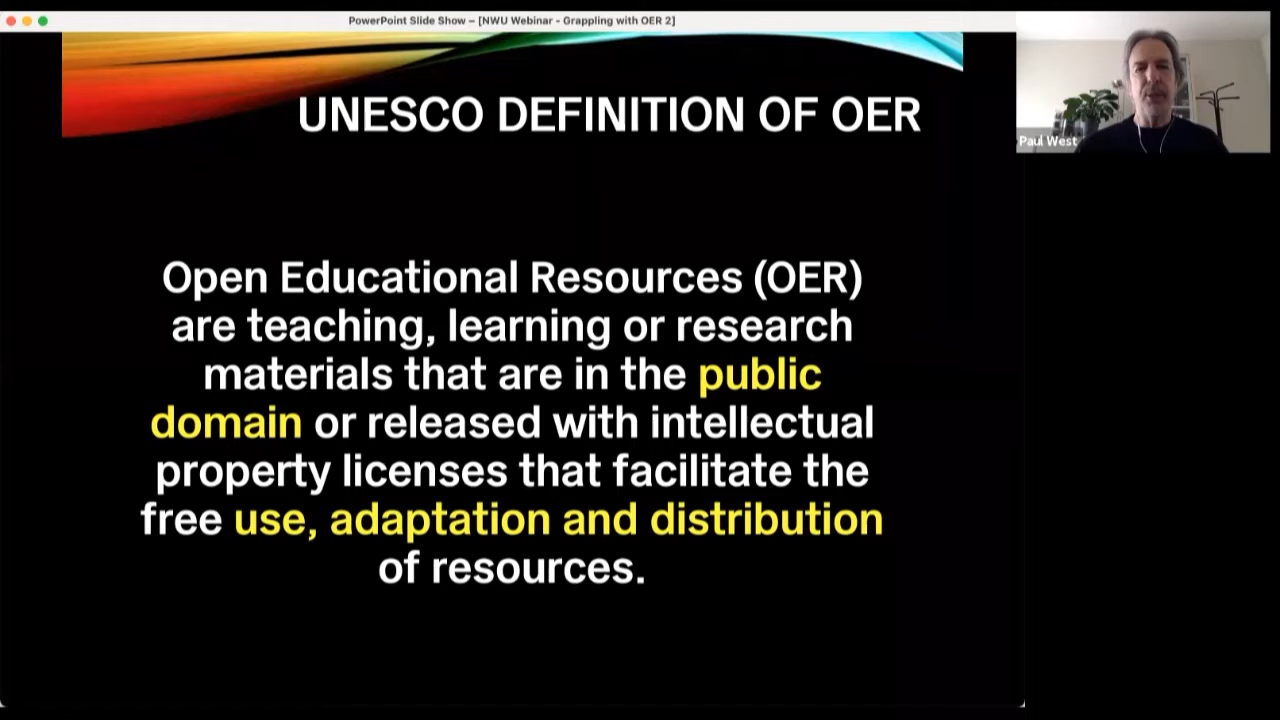 PowerPoint Slide Show – [NWU Webinar - Grappling with OER 2]
UNESCO DEFINITION OF OER
Paul West
Open Educational Resources (OER)
are teaching, learning or research
materials that are in the public
domain or released with intellectual
property licenses that facilitate the
free use, adaptation and distribution
of resources.